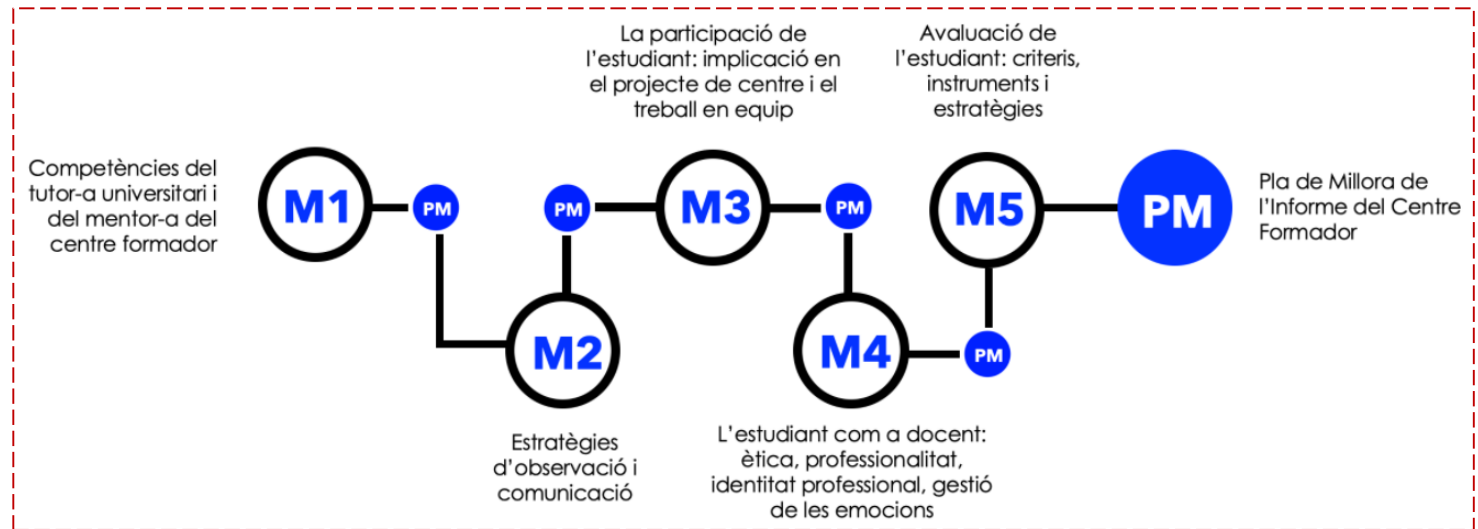 Competències del
tutor-a universitari i
del mentor-a del
centre formador
M1
PM
M2
Estratègies
d'observació i
comunicació
PM
La participació de
l'estudiant: implicació en
el projecte de centre i el
treball en equip
M3
PM
M4
L'estudiant com a docent:
ètica, professionalitat,
identitat professional, gestió
de les emocions
PM
Avaluació de
l'estudiant: criteris,
instruments i
estratègies
M5
PM
Pla de Millora de
l'Informe del Centre
Formador